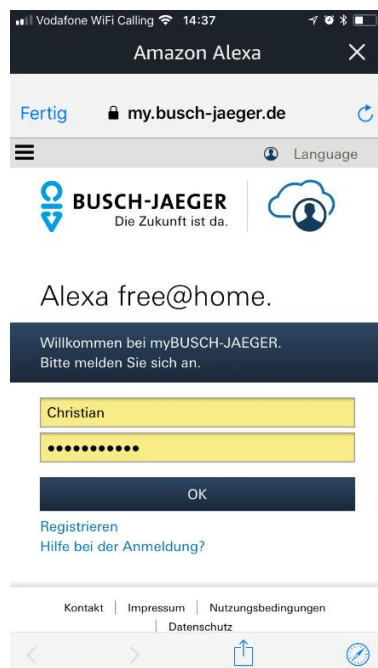 Vodafone WiFi Calling 14:37
Amazon Alexa
Fertig my.busch-jaeger.de
Language
BUSCH-JAEGER
Die Zukunft ist da.
Alexa free@home.
Willkommen bei myBUSCH-JAEGER.
Bitte melden Sie sich an.
Christian
•••••••••••
OK
Registrieren
Hilfe bei der Anmeldung?
Kontakt | Impressum | Nutzungsbedingungen
| Datenschutz